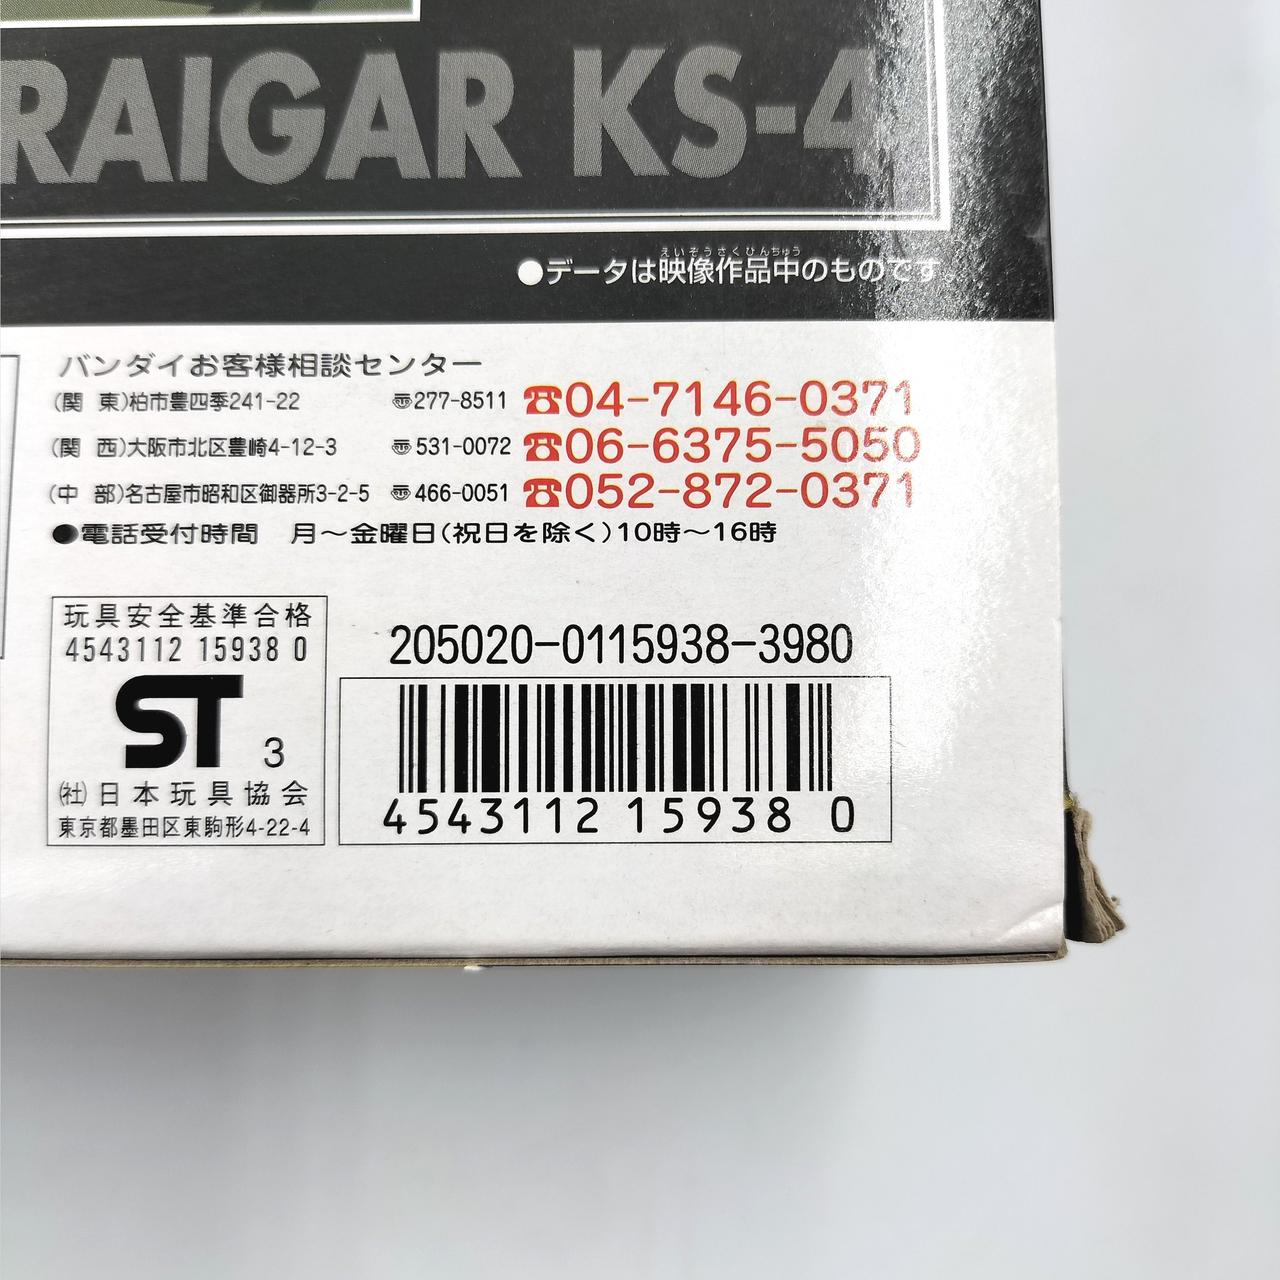 RAIGAR KS-4
えいぞうさくひんちゅう
●データは映像作品中のものです。
バンダイお客様相談センター
(関 東)柏市豊四季241-22 〠277-8511 ☎04-7146-0371
(関 西)大阪市北区豊崎4-12-3 〠531-0072 ☎06-6375-5050
(中 部)名古屋市昭和区御器所3-2-5 〠466-0051 ☎052-872-0371
●電話受付時間 月〜金曜日(祝日を除く)10時〜16時
玩具安全基準合格
4543112 15938 0
ST 3
㈳日本玩具協会
東京都墨田区東駒形4-22-4
205020-0115938-3980
4543112 15938 0